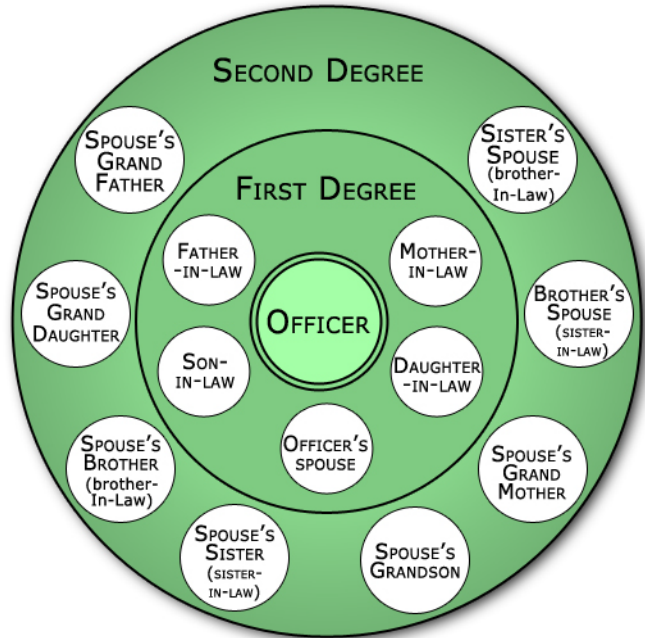 SECOND DEGREE
SPOUSE'S
GRAND
FATHER
SISTER'S
SPOUSE
(brother-
In-Law)
FIRST DEGREE
FATHER
-IN-LAW
MOTHER-
IN-LAW
SPOUSE'S
GRAND
DAUGHTER
OFFICER
BROTHER'S
SPOUSE
(SISTER-
IN-LAW)
SON-
IN-LAW
DAUGHTER
-IN-LAW
SPOUSE'S
BROTHER
(brother-
In-Law)
OFFICER'S
SPOUSE
SPOUSE'S
GRAND
MOTHER
SPOUSE'S
SISTER
(SISTER-
IN-LAW)
SPOUSE'S
GRANDSON